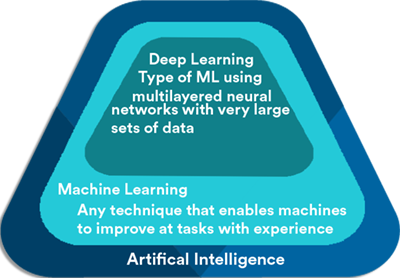 Deep Learning
Type of ML using
multilayered neural
networks with very large
sets of data
Machine Learning
Any technique that enables machines
to improve at tasks with experience
Artifical Intelligence